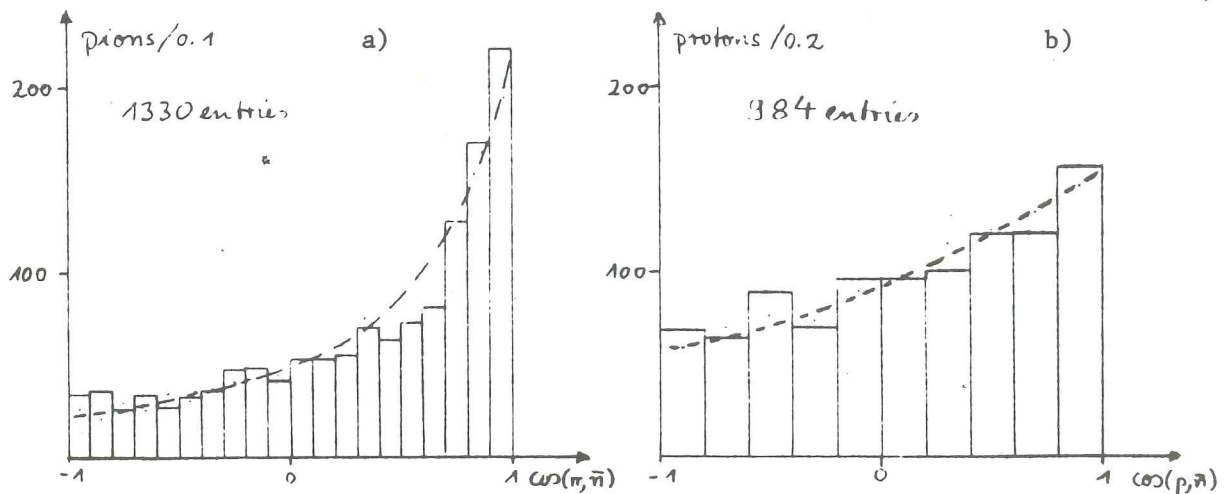 pions/0.1
a)
1330 entries
200
100
-1
0
1
cos(π,n̄)
protons/0.2
b)
984 entries
200
100
-1
0
1
cos(p,n̄)